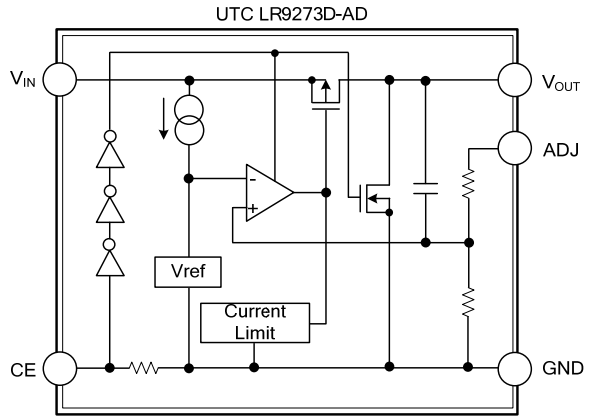 UTC LR9273D-AD
VIN
VOUT
ADJ
-
+
Vref
Current
Limit
CE
GND